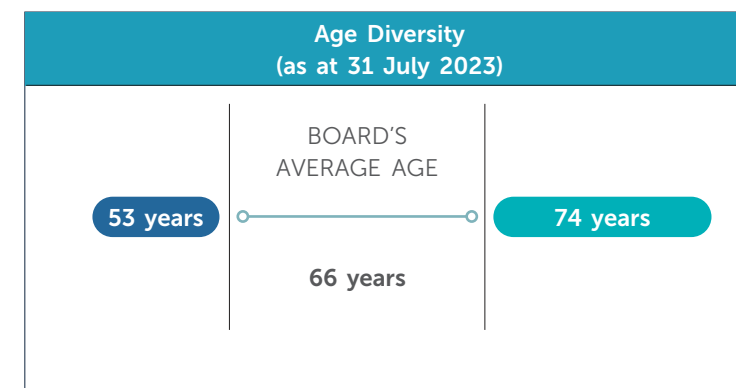 Age Diversity
(as at 31 July 2023)
BOARD’S
AVERAGE AGE
53 years
74 years
66 years